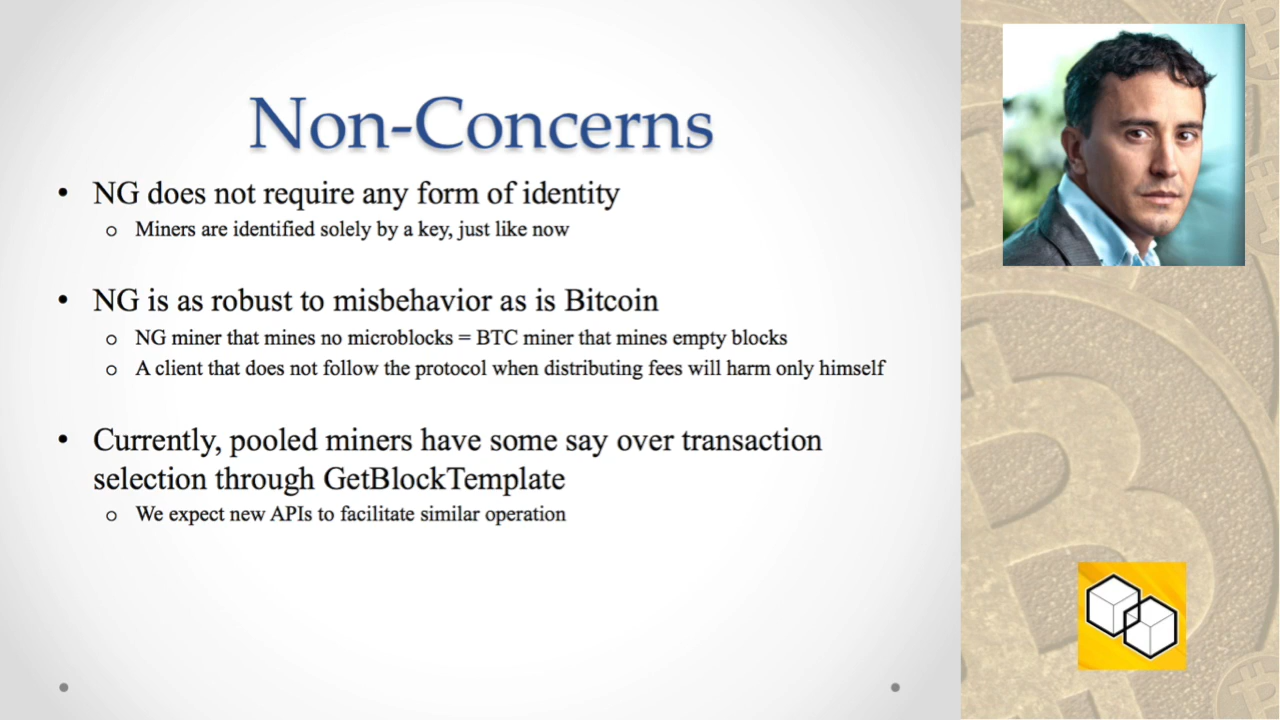 Non-Concerns
• NG does not require any form of identity
o Miners are identified solely by a key, just like now
• NG is as robust to misbehavior as is Bitcoin
o NG miner that mines no microblocks = BTC miner that mines empty blocks
o A client that does not follow the protocol when distributing fees will harm only himself
• Currently, pooled miners have some say over transaction
selection through GetBlockTemplate
o We expect new APIs to facilitate similar operation